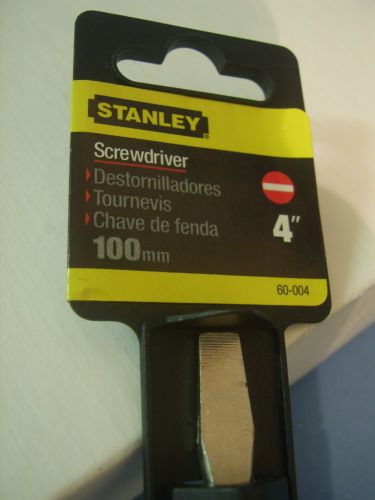 STANLEY
Screwdriver
Destornilladores
Tournevis
Chave de fenda
100mm
4"
60-004